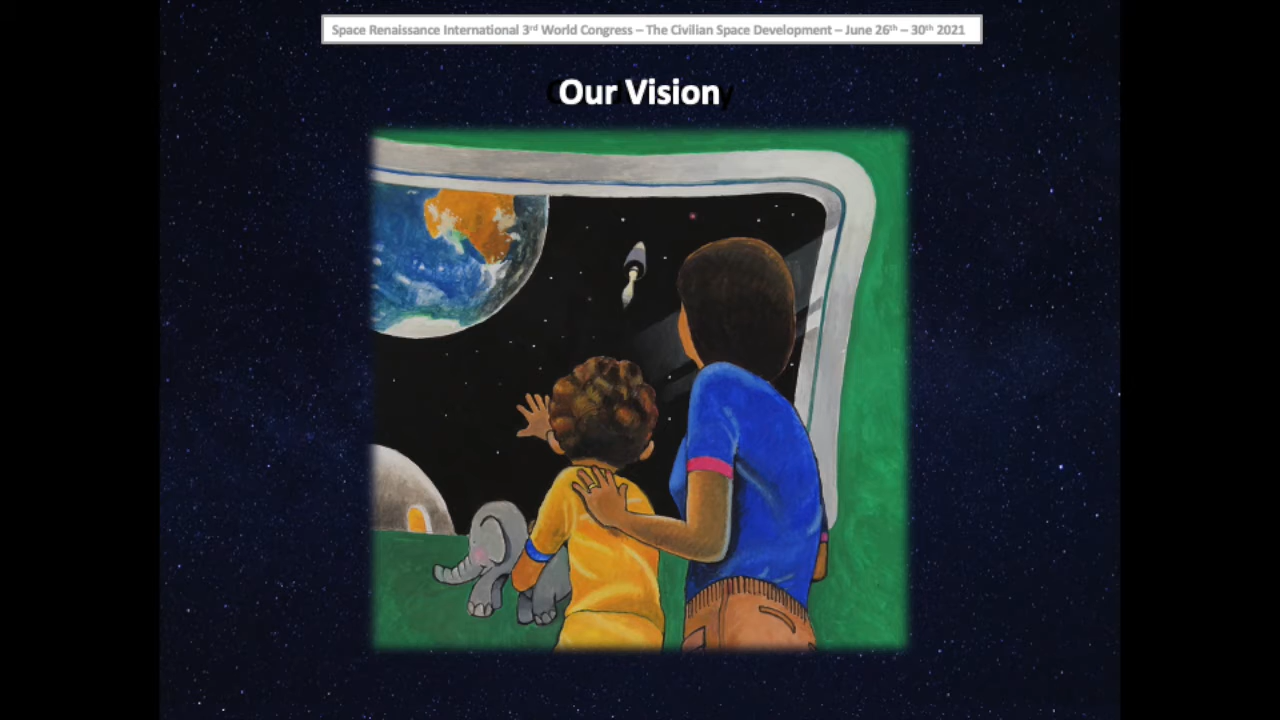 Space Renaissance International 3rd World Congress – The Civilian Space Development – June 26th – 30th 2021
Our Vision